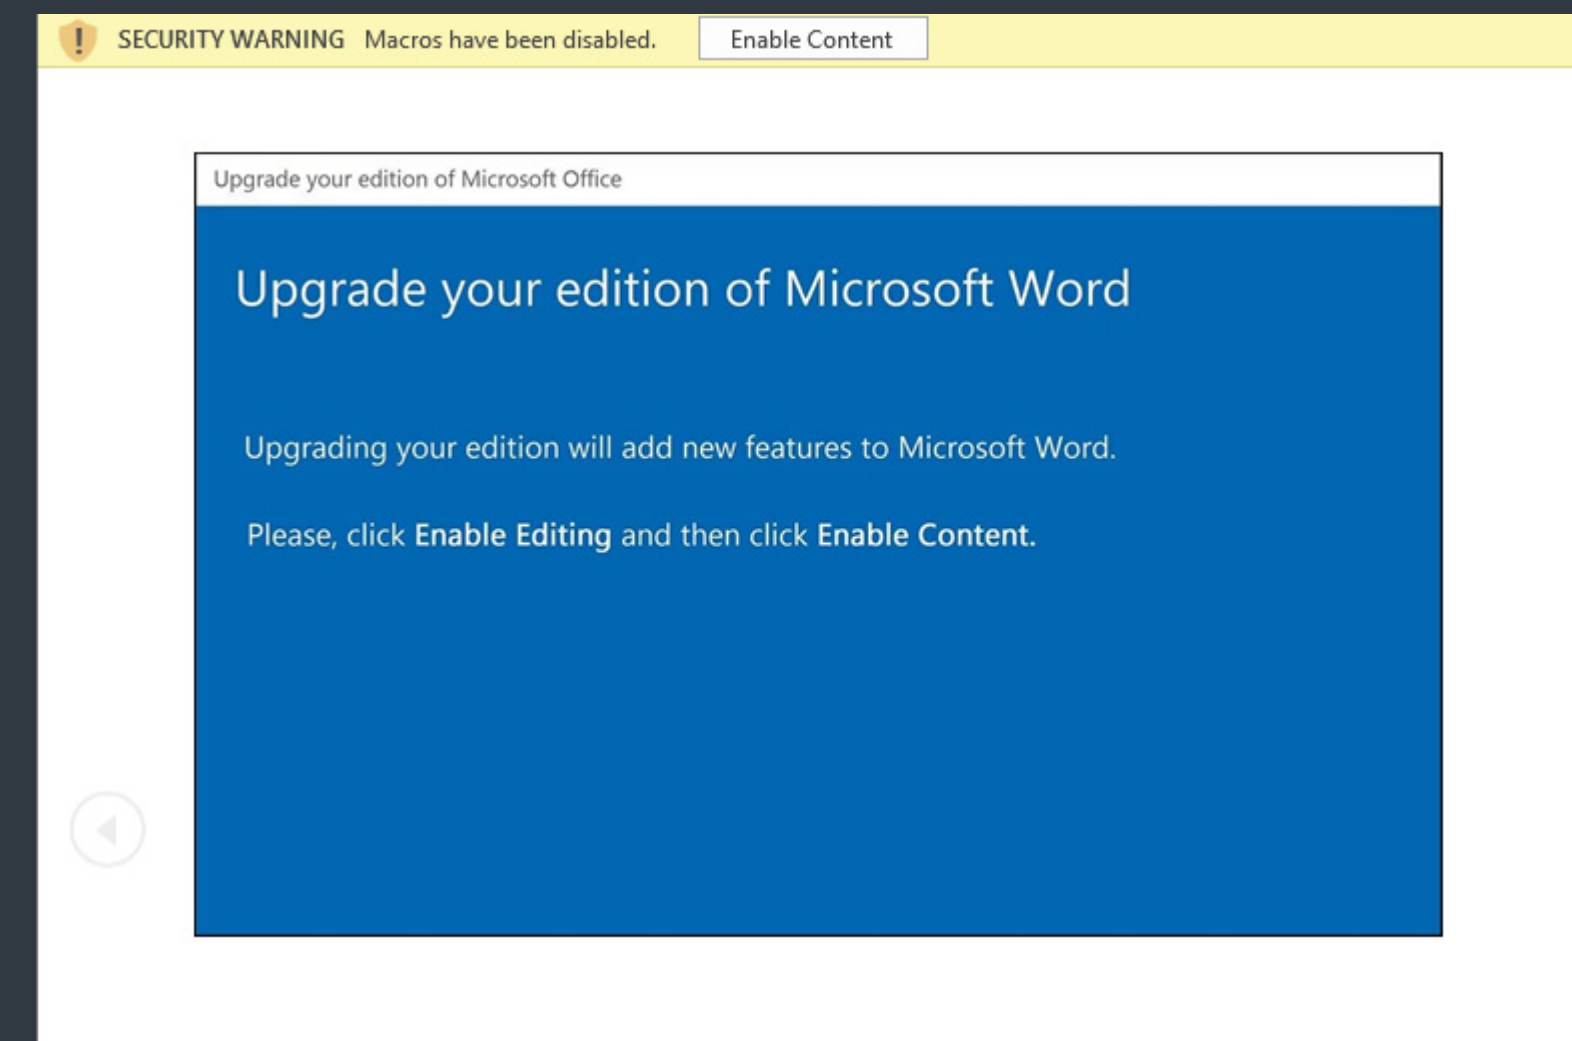 SECURITY WARNING Macros have been disabled. Enable Content
Upgrade your edition of Microsoft Office
Upgrade your edition of Microsoft Word
Upgrading your edition will add new features to Microsoft Word.
Please, click Enable Editing and then click Enable Content.